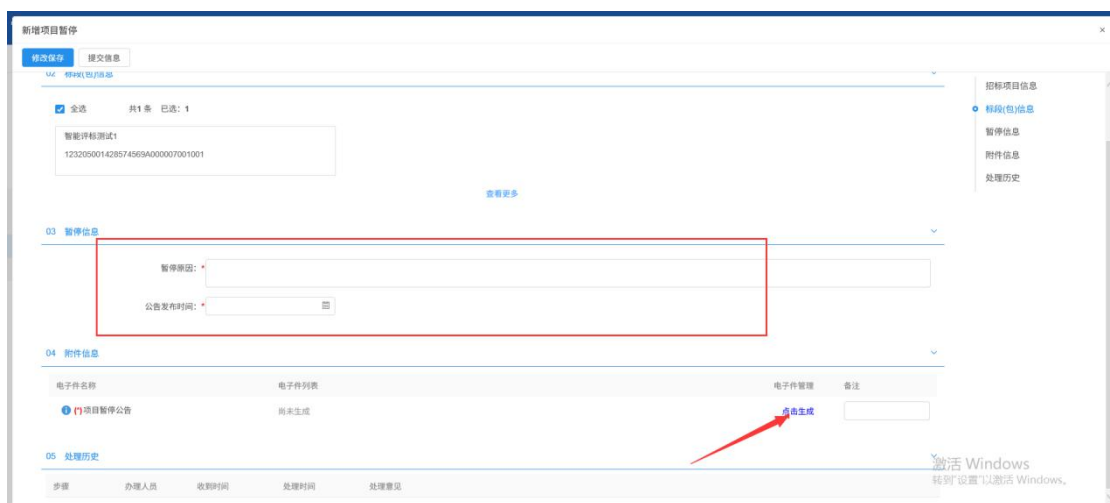 新增项目暂停
×
修改保存 提交信息
02 标段(包)信息
全选 共1 条 已选：1
智能评标测试1
123205001428574569A000007001001
查看更多
招标项目信息
标段(包)信息
暂停信息
附件信息
处理历史
03 暂停信息
暂停原因：*
公告发布时间：*
04 附件信息
电子件名称 电子件列表 电子件管理 备注
(*)项目暂停公告 尚未生成 点击生成
05 处理历史
步骤 办理人员 收到时间 处理时间 处理意见
激活 Windows
转到"设置"以激活 Windows。